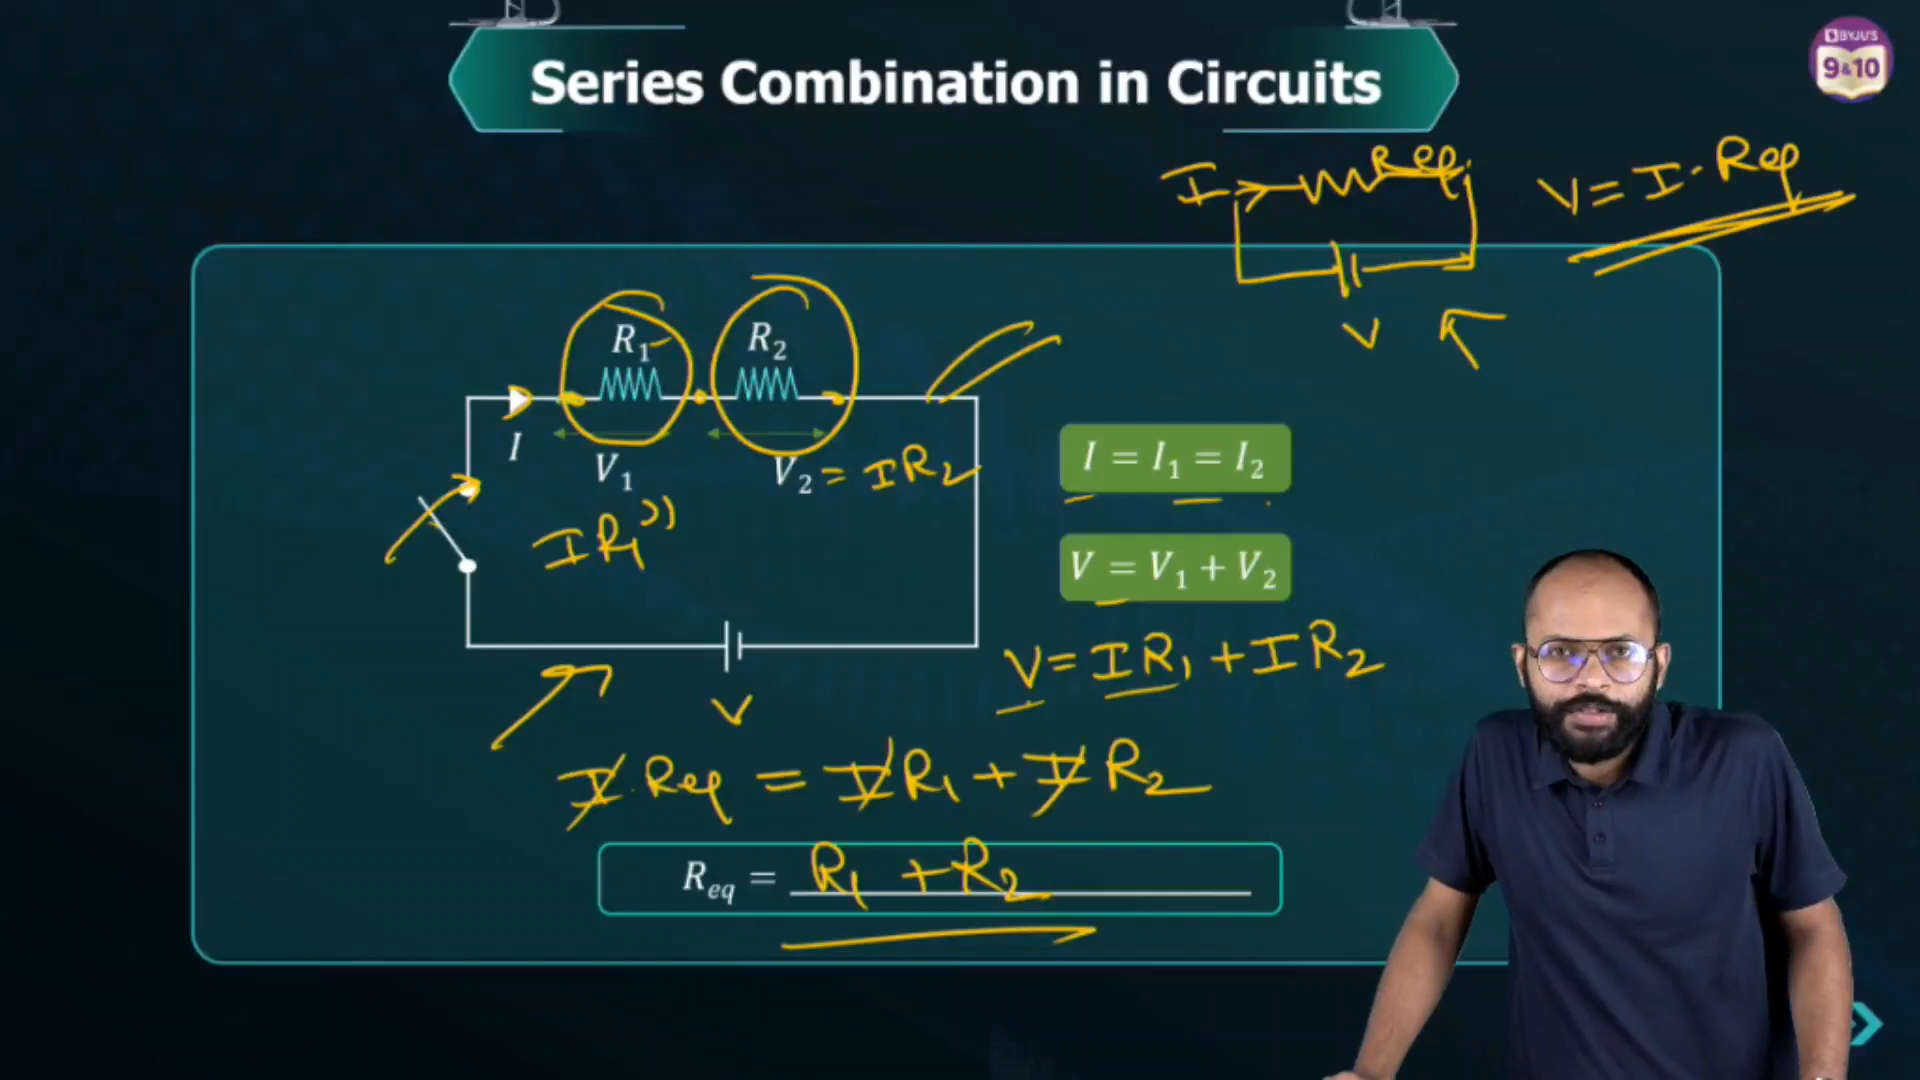 Series Combination in Circuits
BYJU'S
9&10
I Req
V = I · Req
V
R₁ R₂
I
V₁ V₂ = IR₂
IR₁
I = I₁ = I₂
V = V₁ + V₂
V
V = IR₁ + IR₂
I · Req = IR₁ + IR₂
Req = R₁ + R₂